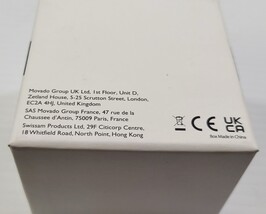 Movado Group UK Ltd, 1st Floor, Unit D,
Zetland House, 5-25 Scrutton Street, London,
EC2A 4HJ, United Kingdom
SAS Movado Group France, 47 rue de la
Chaussee d'Antin, 75009 Paris, France
Swissam Products Ltd, 29F Citicorp Centre,
18 Whitfield Road, North Point, Hong Kong
CE UK
CA
Box Made in China